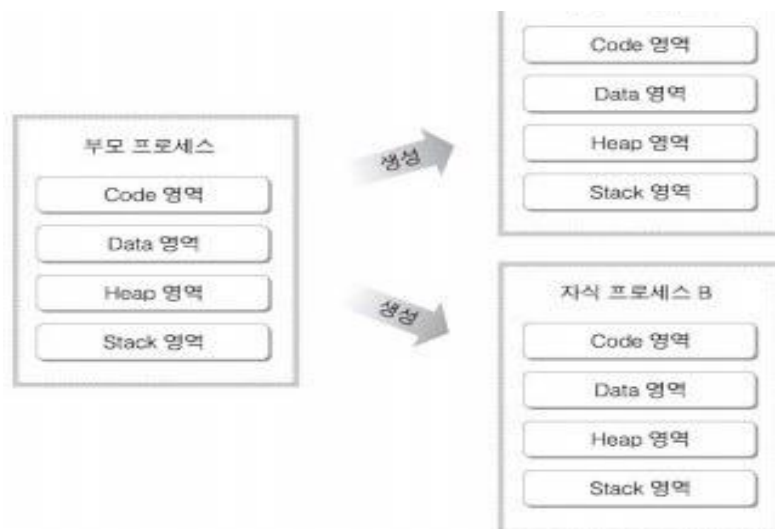 부모 프로세스
Code 영역
Data 영역
Heap 영역
Stack 영역
생성
생성
Code 영역
Data 영역
Heap 영역
Stack 영역
자식 프로세스 B
Code 영역
Data 영역
Heap 영역
Stack 영역